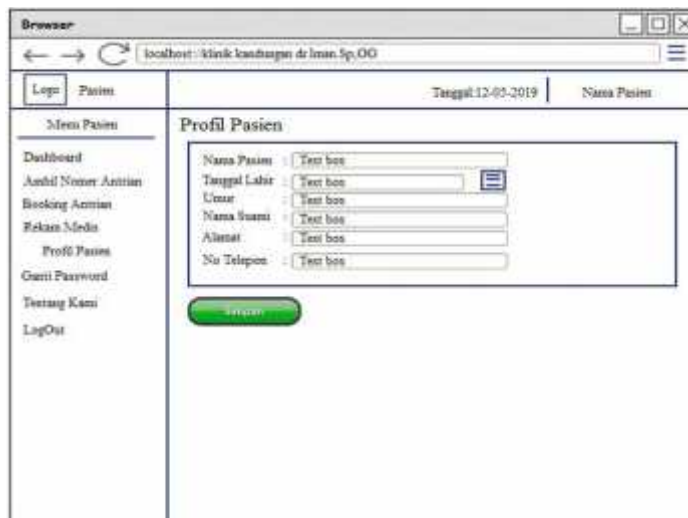 Browser
localhost://klinik kandungan dr.Iman.Sp,OG
Logo Pasien
Tanggal:12-05-2019 Nama Pasien
Menu Pasien
Profil Pasien
Dashboard
Ambil Nomer Antrian
Booking Antrian
Rekam Medis
Profil Pasien
Ganti Password
Tentang Kami
LogOut
Nama Pasien : Text box
Tanggal Lahir : Text box
Umur : Text box
Nama Suami : Text box
Alamat : Text box
No Telepon : Text box
Simpan